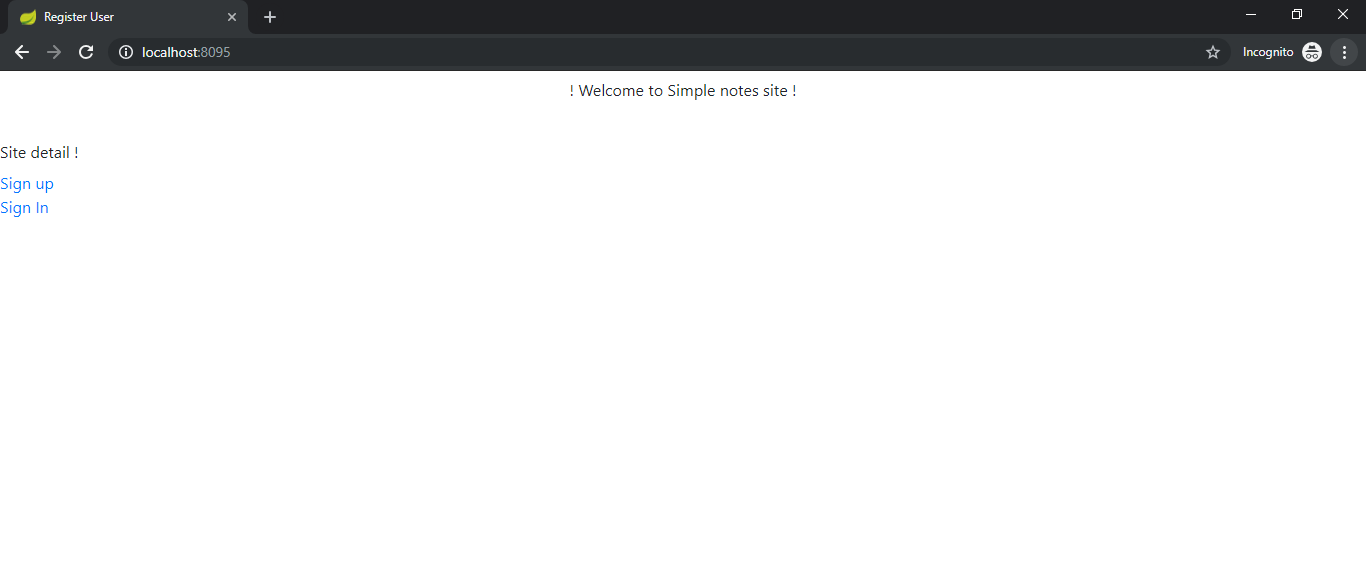 Register User
localhost:8095
Incognito
! Welcome to Simple notes site !
Site detail !
Sign up
Sign In